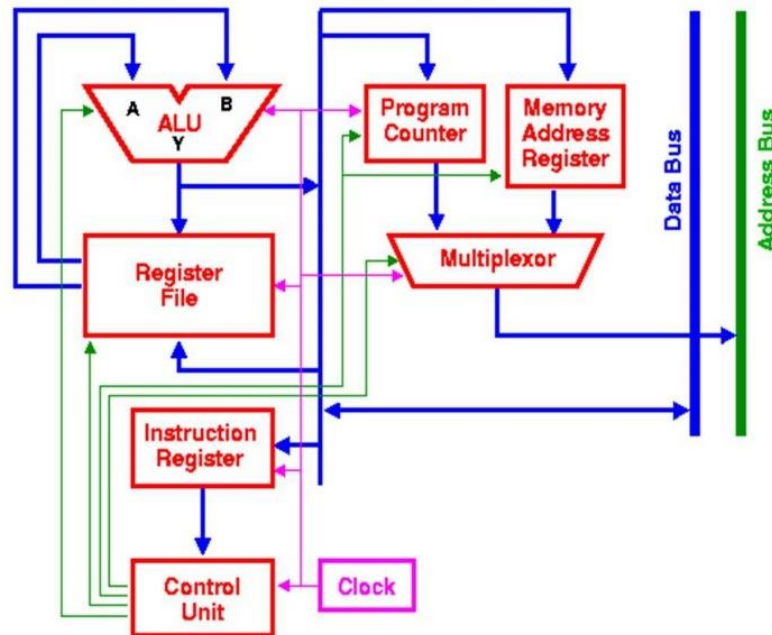 A
B
ALU
Y
Program
Counter
Memory
Address
Register
Data Bus
Address Bus
Register
File
Multiplexor
Instruction
Register
Control
Unit
Clock